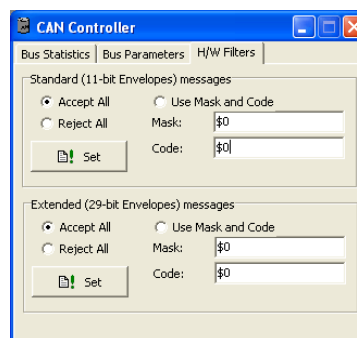 CAN Controller
Bus Statistics Bus Parameters H/W Filters
Standard (11-bit Envelopes) messages
Accept All Use Mask and Code
Reject All Mask: $0
Set Code: $0
Extended (29-bit Envelopes) messages
Accept All Use Mask and Code
Reject All Mask: $0
Set Code: $0